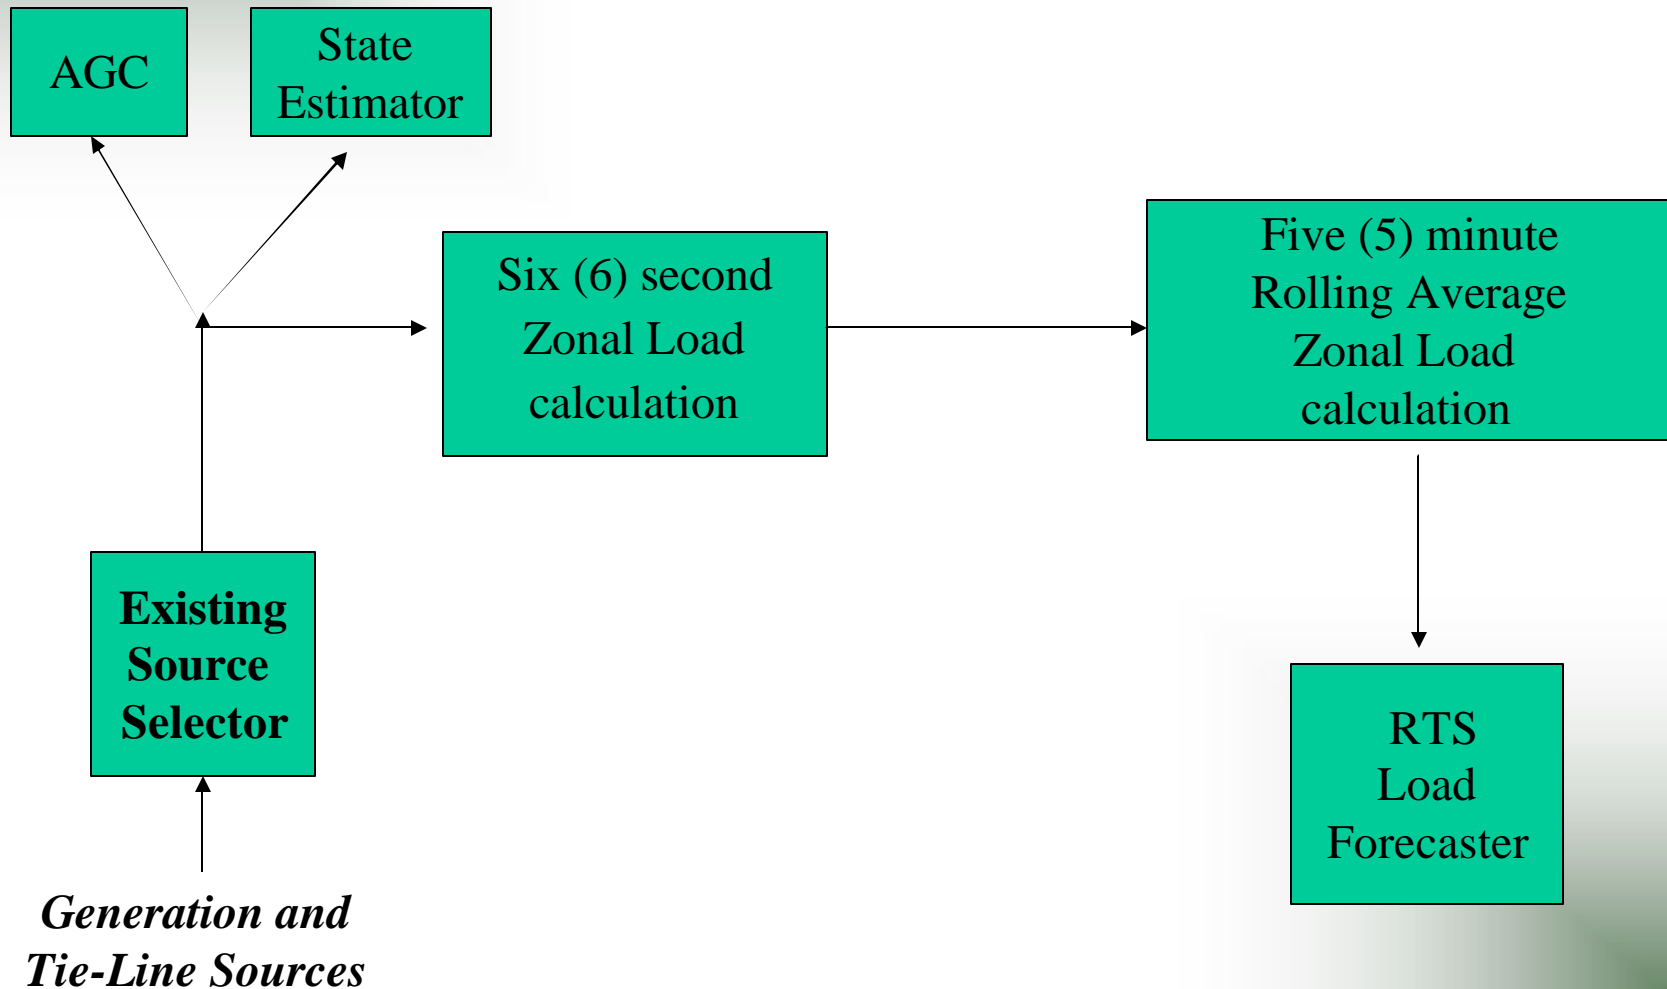 AGC
State
Estimator
Six (6) second
Zonal Load
calculation
Five (5) minute
Rolling Average
Zonal Load
calculation
Existing
Source
Selector
RTS
Load
Forecaster
Generation and
Tie-Line Sources